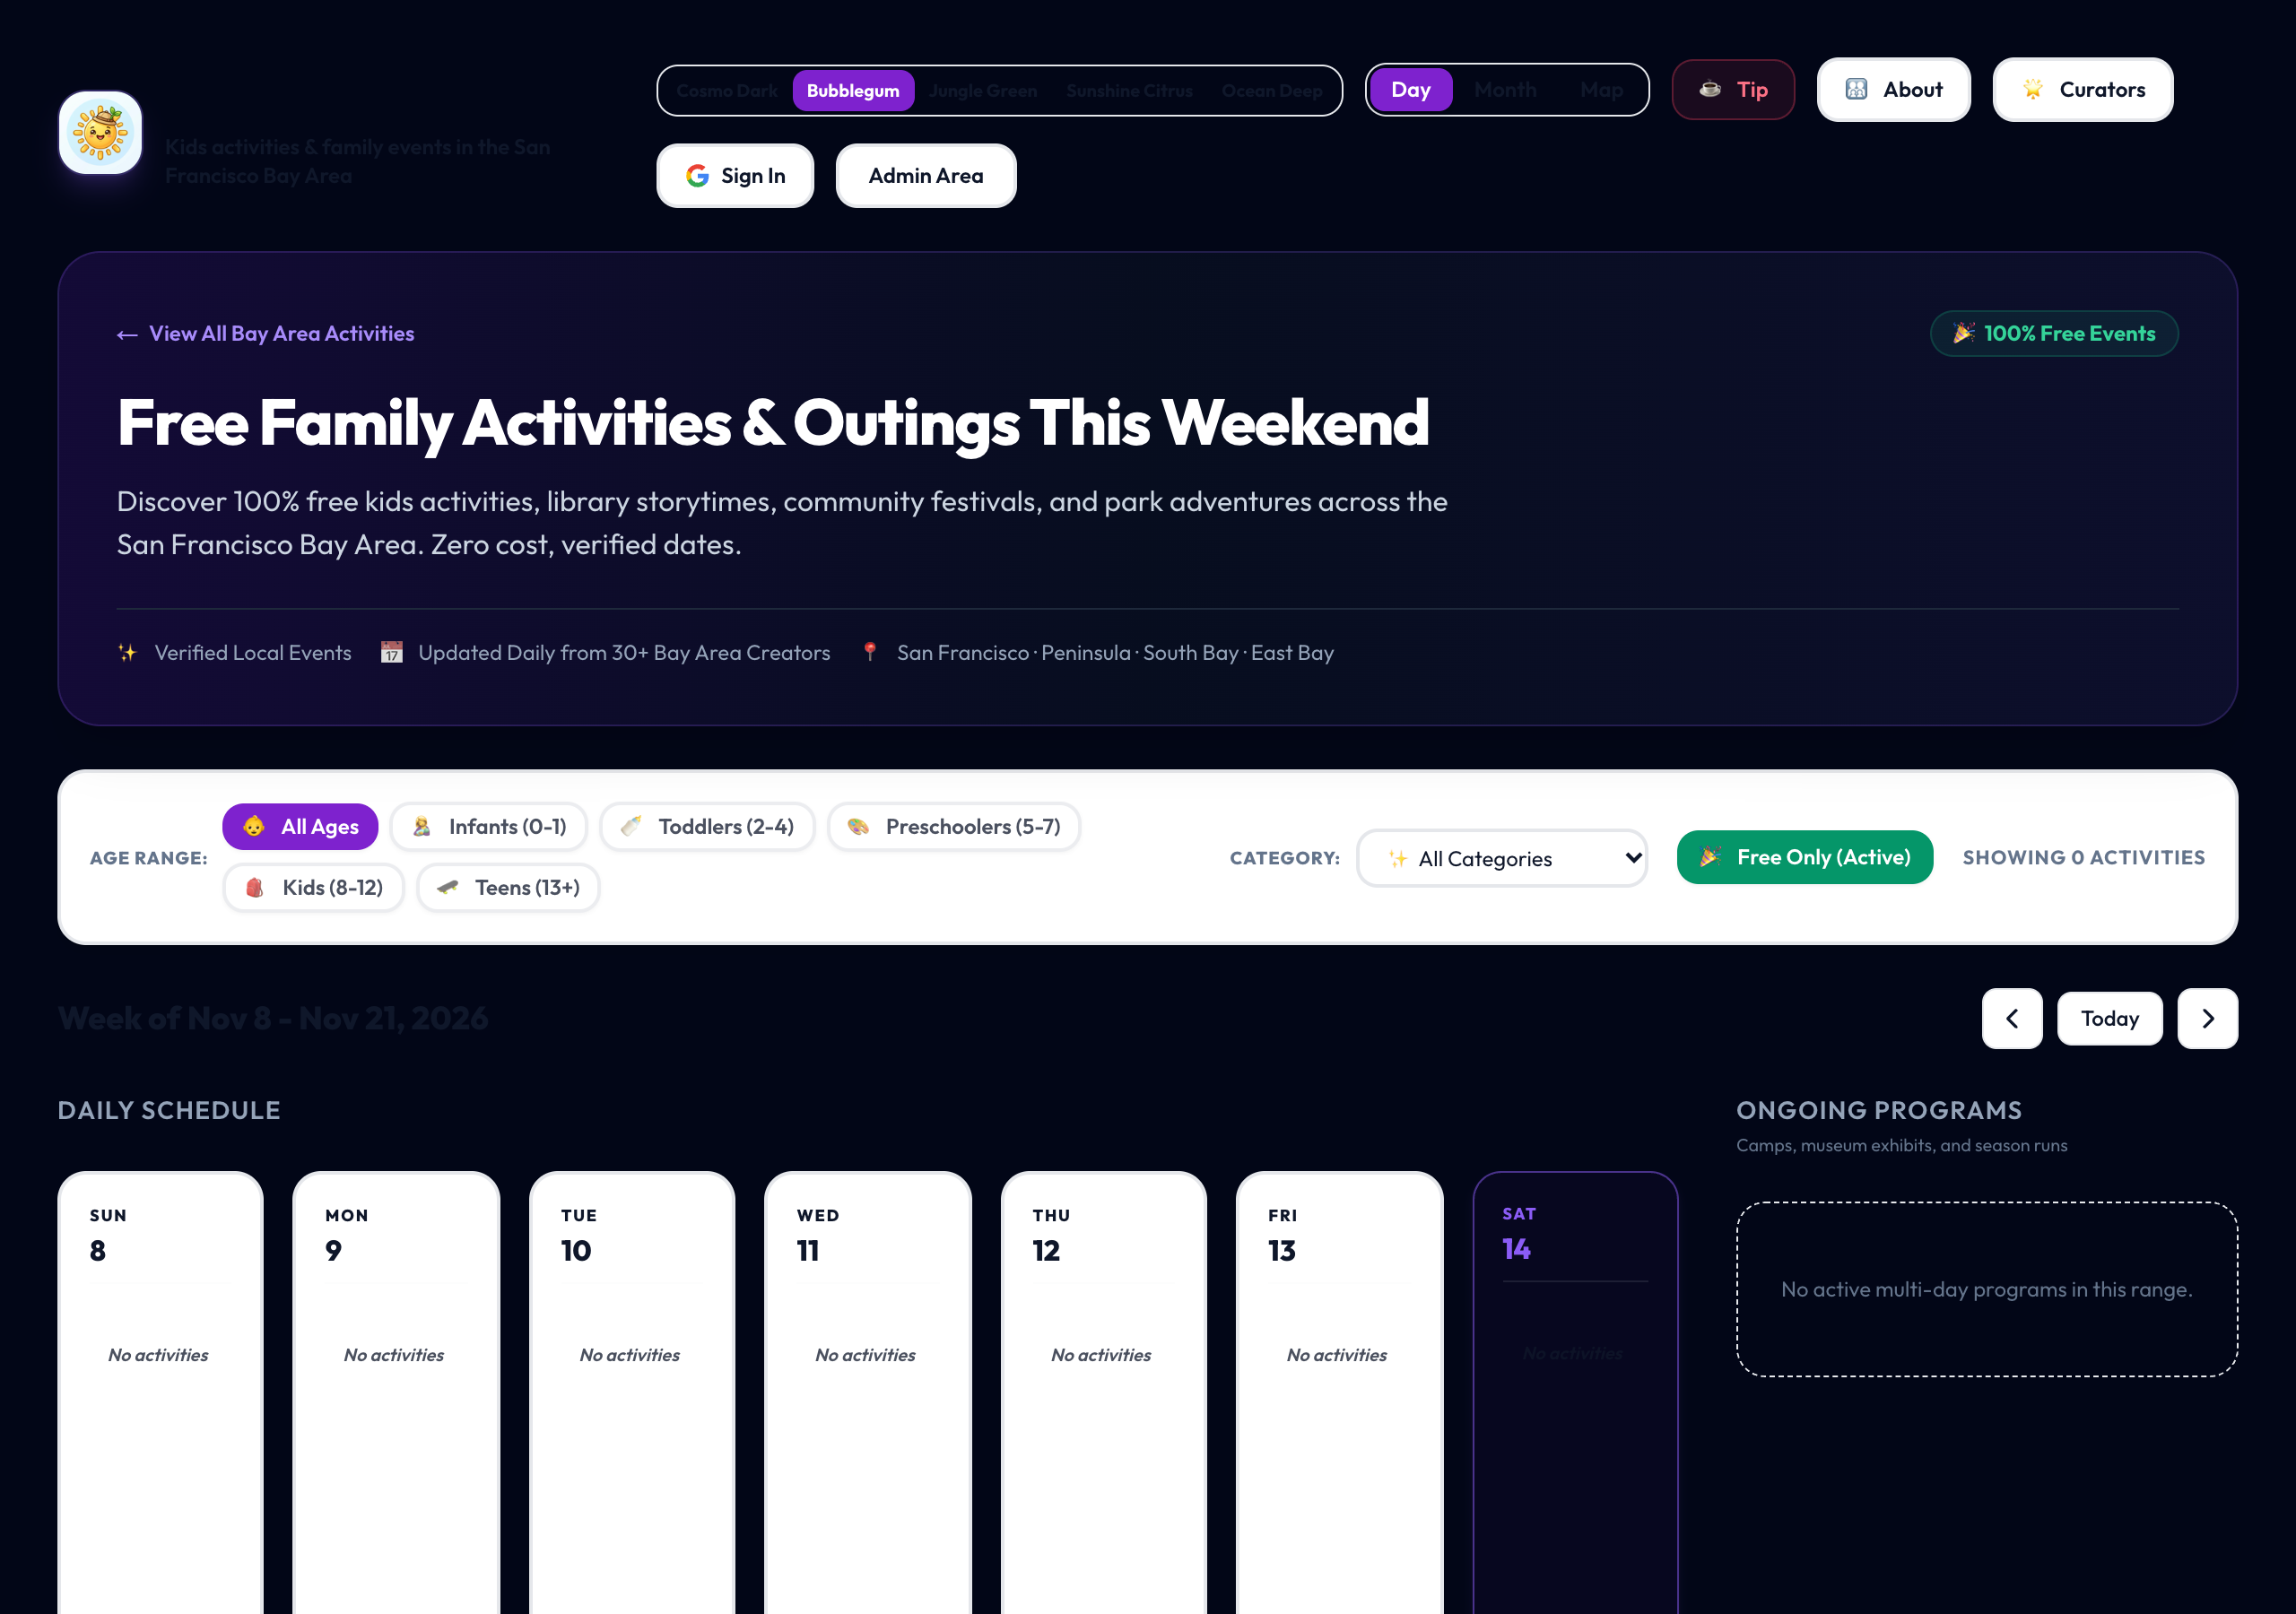 Cosmo Dark Bubblegum Jungle Green Sunshine Citrus Ocean Deep
Day Month Map
Tip
About
Curators
Kids activities & family events in the San
Francisco Bay Area
Sign In
Admin Area
← View All Bay Area Activities
100% Free Events
Free Family Activities & Outings This Weekend
Discover 100% free kids activities, library storytimes, community festivals, and park adventures across the
San Francisco Bay Area. Zero cost, verified dates.
Verified Local Events
17
Updated Daily from 30+ Bay Area Creators
San Francisco · Peninsula · South Bay · East Bay
AGE RANGE:
All Ages
Infants (0-1)
Toddlers (2-4)
Preschoolers (5-7)
Kids (8-12)
Teens (13+)
CATEGORY:
All Categories
Free Only (Active)
SHOWING 0 ACTIVITIES
Week of Nov 8 - Nov 21, 2026
Today
DAILY SCHEDULE
SUN
8
No activities
MON
9
No activities
TUE
10
No activities
WED
11
No activities
THU
12
No activities
FRI
13
No activities
SAT
14
No activities
ONGOING PROGRAMS
Camps, museum exhibits, and season runs
No active multi-day programs in this range.